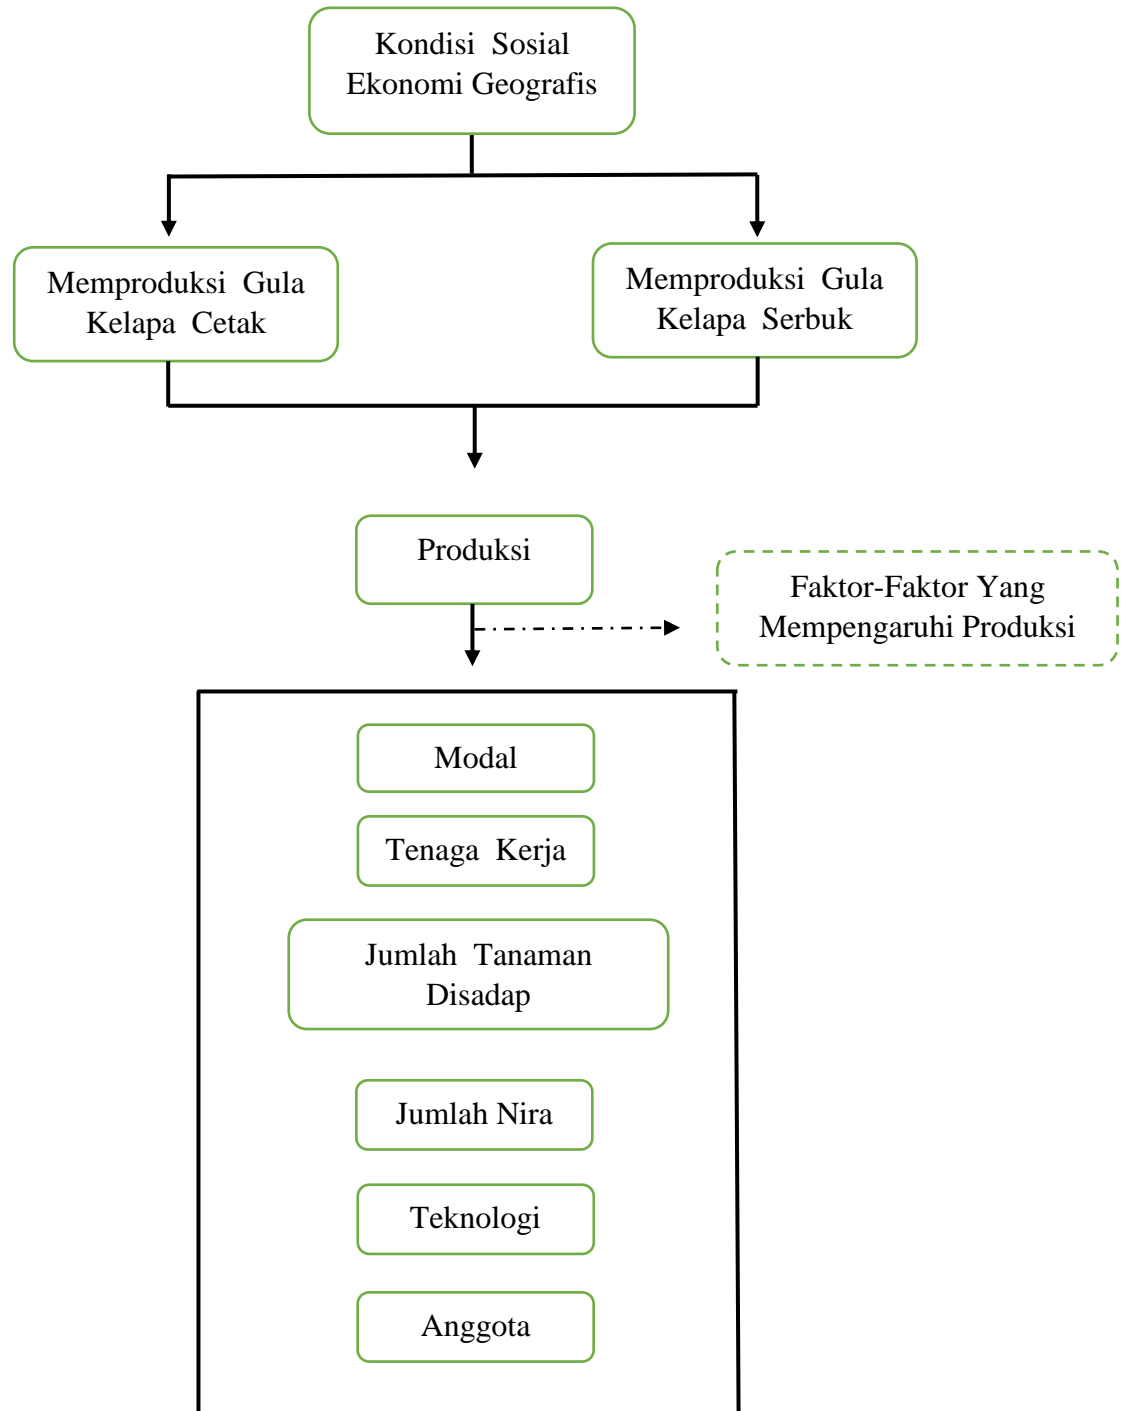 Kondisi Sosial
Ekonomi Geografis
Memproduksi Gula
Kelapa Cetak
Memproduksi Gula
Kelapa Serbuk
Produksi
Faktor-Faktor Yang
Mempengaruhi Produksi
Modal
Tenaga Kerja
Jumlah Tanaman
Disadap
Jumlah Nira
Teknologi
Anggota